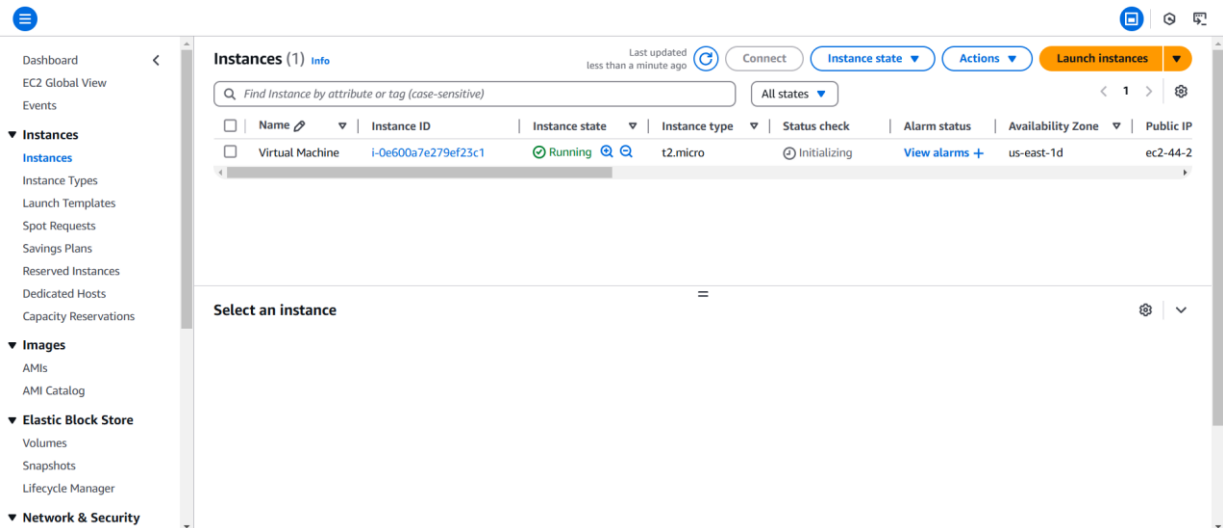 Dashboard
EC2 Global View
Events
Instances
Instances
Instance Types
Launch Templates
Spot Requests
Savings Plans
Reserved Instances
Dedicated Hosts
Capacity Reservations
Images
AMIs
AMI Catalog
Elastic Block Store
Volumes
Snapshots
Lifecycle Manager
Network & Security
Instances (1) Info
Last updated
less than a minute ago
Connect
Instance state
Actions
Launch instances
Find Instance by attribute or tag (case-sensitive)
All states
1
Name Instance ID Instance state Instance type Status check Alarm status Availability Zone Public IP
Virtual Machine i-0e600a7e279ef23c1 Running t2.micro Initializing View alarms + us-east-1d ec2-44-2
Select an instance